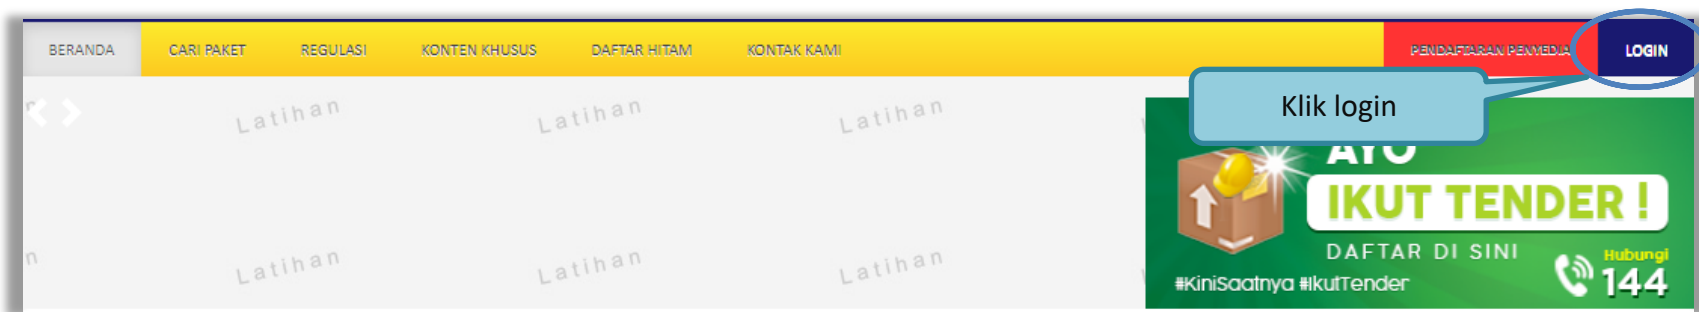 BERANDA CARI PAKET REGULASI KONTEN KHUSUS DAFTAR HITAM KONTAK KAMI PENDAFTARAN PENYEDIA LOGIN
Klik login
Latihan Latihan Latihan
AYO
IKUT TENDER !
DAFTAR DI SINI
Hubungi
144
#KiniSaatnya #IkutTender
Latihan Latihan Latihan